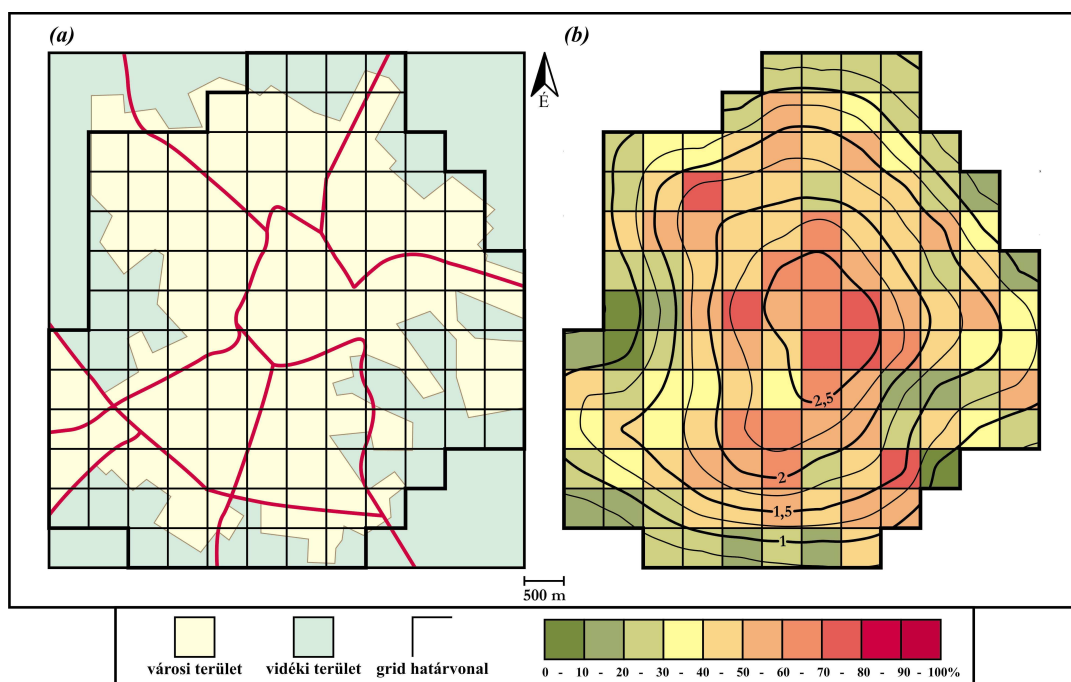 (a)
(b)
É
2,5
2
1,5
1
500 m
városi terület
vidéki terület
grid határvonal
0 - 10 - 20 - 30 - 40 - 50 - 60 - 70 - 80 - 90 - 100%